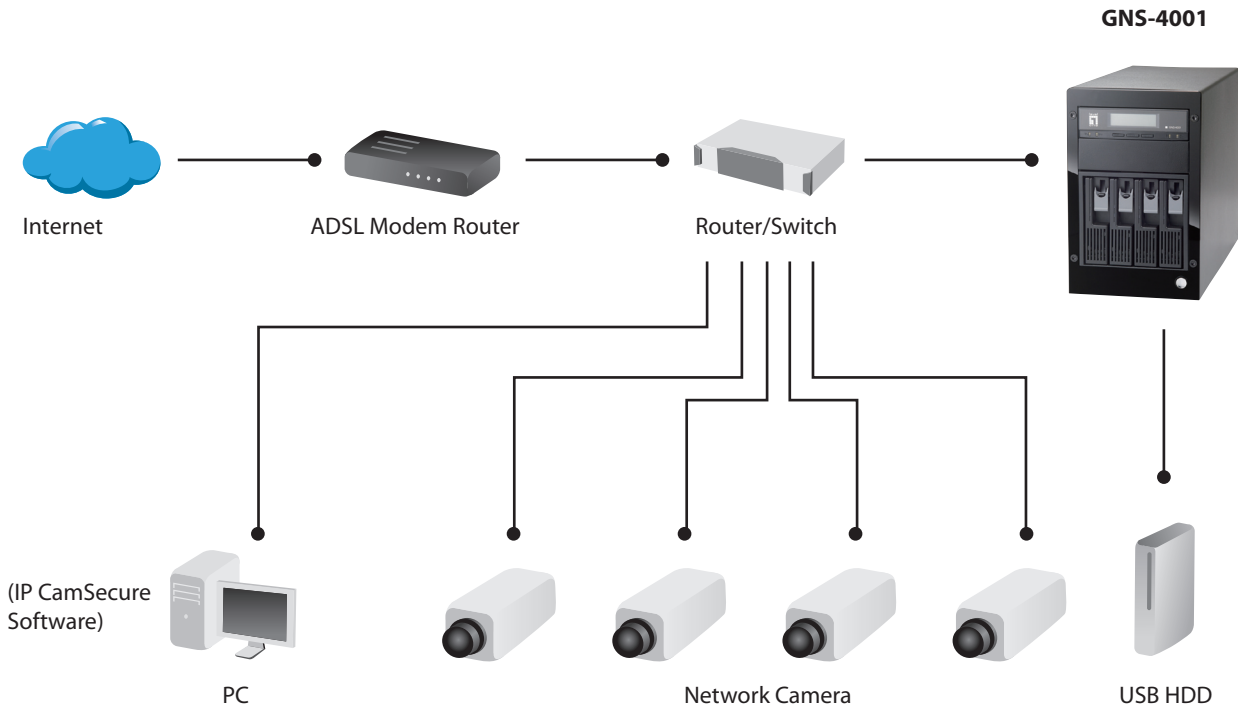 GNS-4001
Internet
ADSL Modem Router
Router/Switch
(IP CamSecure
Software)
PC
Network Camera
USB HDD